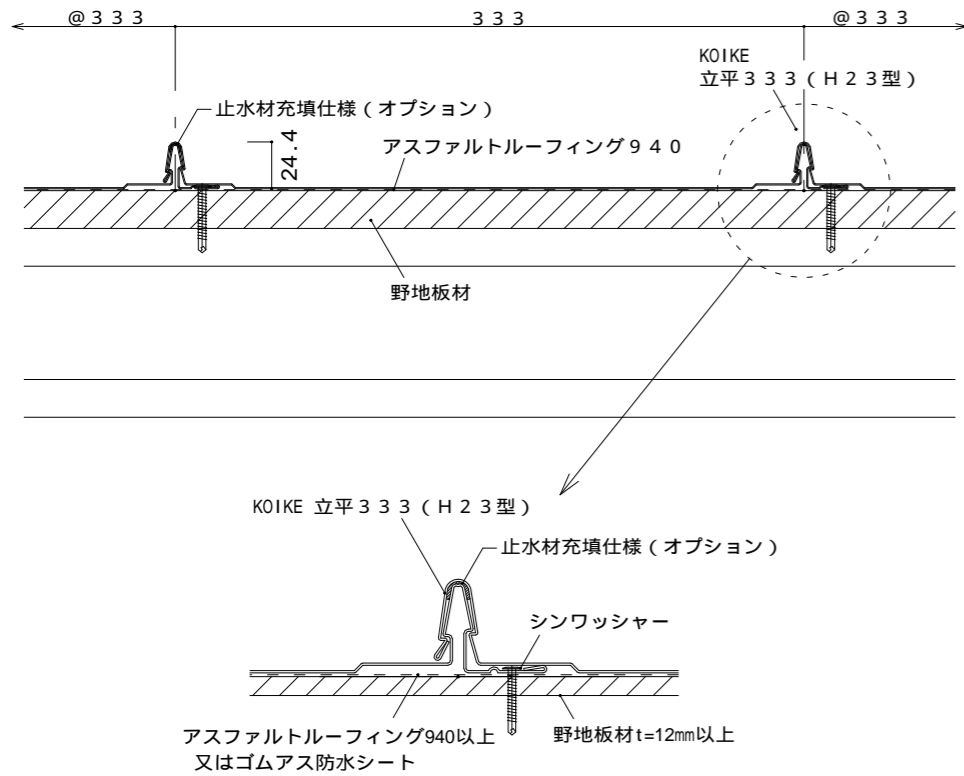 @３３３
３３３
@３３３
KOIKE
立平３３３（Ｈ２３型）
止水材充填仕様（オプション）
24.4
アスファルトルーフィング９４０
野地板材
KOIKE 立平３３３（Ｈ２３型）
止水材充填仕様（オプション）
シンワッシャー
アスファルトルーフィング940以上
又はゴムアス防水シート
野地板材t=12㎜以上